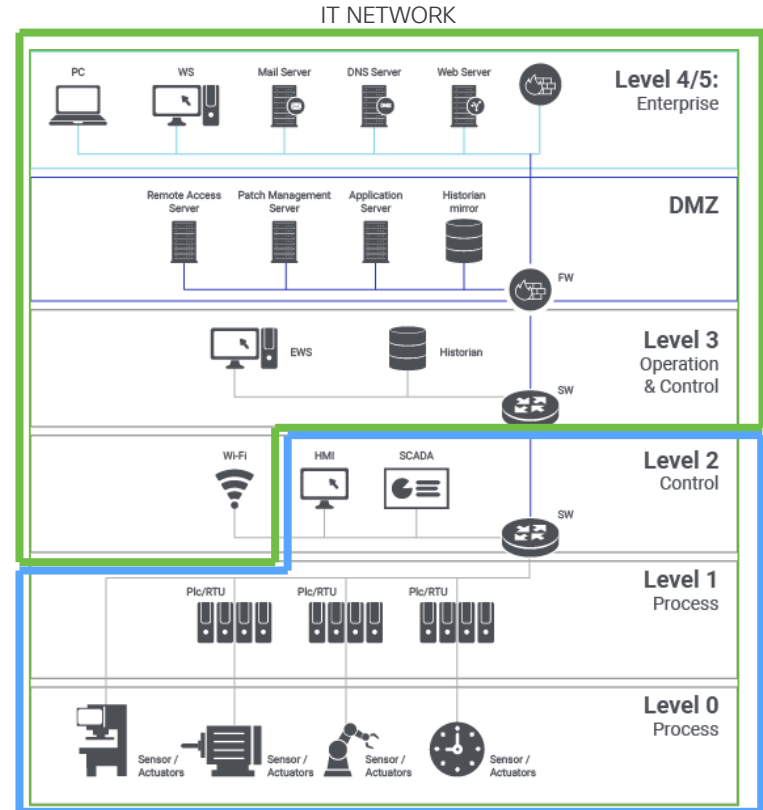 IT NETWORK
PC
WS
Mail Server
DNS Server
Web Server
Level 4/5:
Enterprise
Remote Access
Server
Patch Management
Server
Application
Server
Historian
mirror
DMZ
FW
EWS
Historian
Level 3
Operation
& Control
SW
Wi-Fi
HMI
SCADA
Level 2
Control
SW
Plc/RTU
Plc/RTU
Plc/RTU
Level 1
Process
Level 0
Process
Sensor /
Actuators
Sensor /
Actuators
Sensor /
Actuators
Sensor /
Actuators